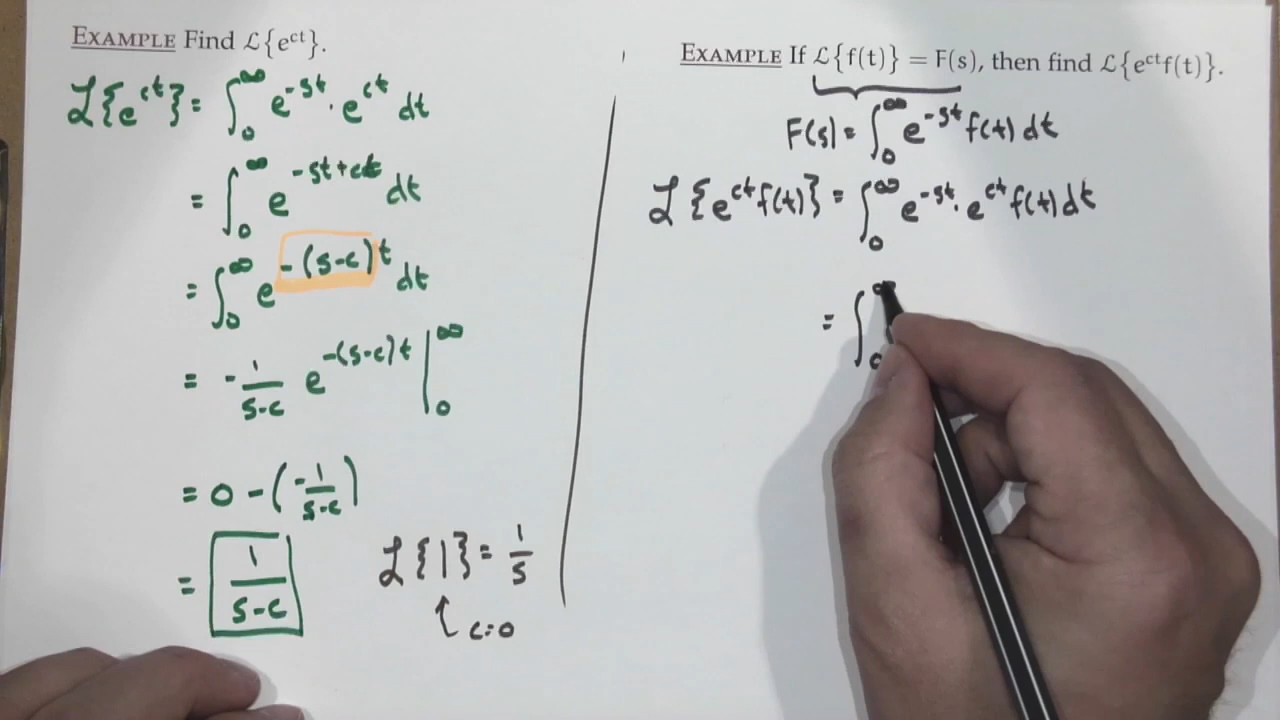 EXAMPLE Find ℒ{e^ct}.
ℒ{e^ct} = ∫₀^∞ e^-st · e^ct dt
= ∫₀^∞ e^-st+ct dt
= ∫₀^∞ e^-(s-c)t dt
= - 1/(s-c) e^-(s-c)t |₀^∞
= 0 - (- 1/(s-c))
= 1/(s-c)
ℒ{1} = 1/s
c=0
EXAMPLE If ℒ{f(t)} = F(s), then find ℒ{e^ct f(t)}.
F(s) = ∫₀^∞ e^-st f(t) dt
ℒ{e^ct f(t)} = ∫₀^∞ e^-st · e^ct f(t) dt
= ∫₀^∞